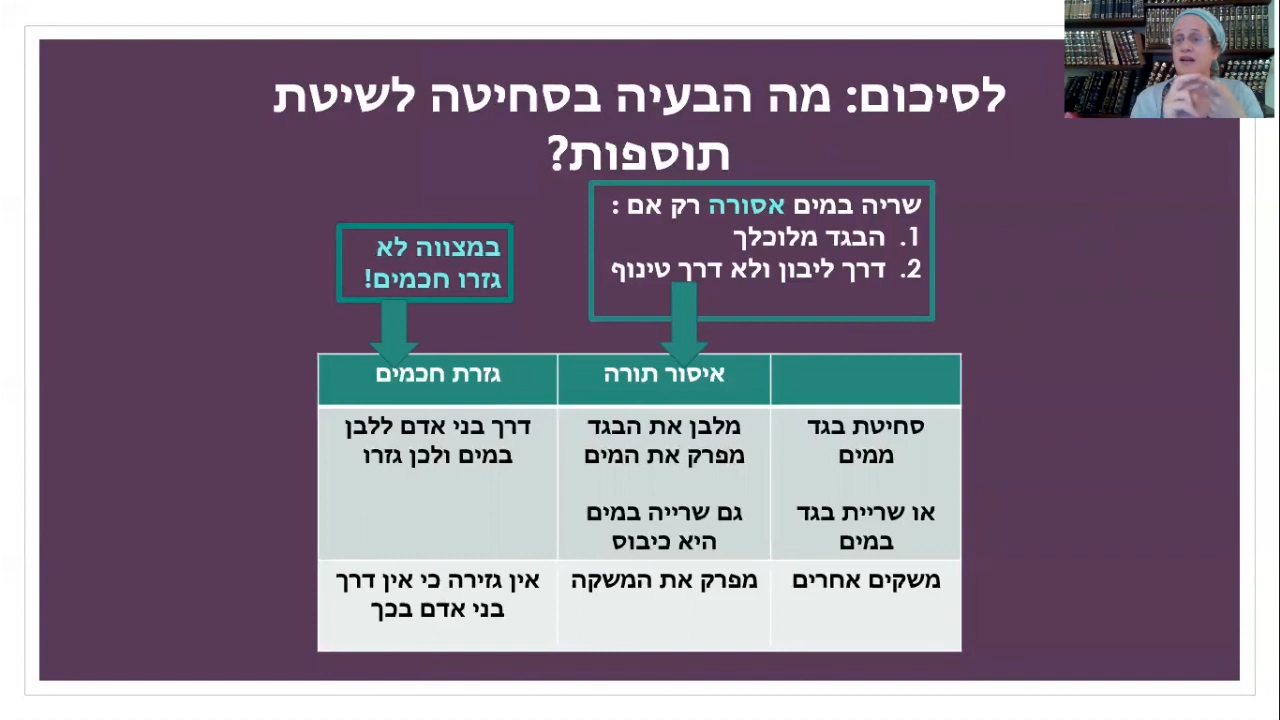 לסיכום: מה הבעיה בסחיטה לשיטת
תוספות?
שריה במים אסורה רק אם :
1. הבגד מלוכלך
2. דרך ליבון ולא דרך טינוף
במצווה לא
גזרו חכמים!
איסור תורה
גזרת חכמים
סחיטת בגד
ממים
או שריית בגד
במים
מלבן את הבגד
מפרק את המים
גם שרייה במים
היא כיבוס
דרך בני אדם ללבן
במים ולכן גזרו
משקים אחרים
מפרק את המשקה
אין גזירה כי אין דרך
בני אדם בכך